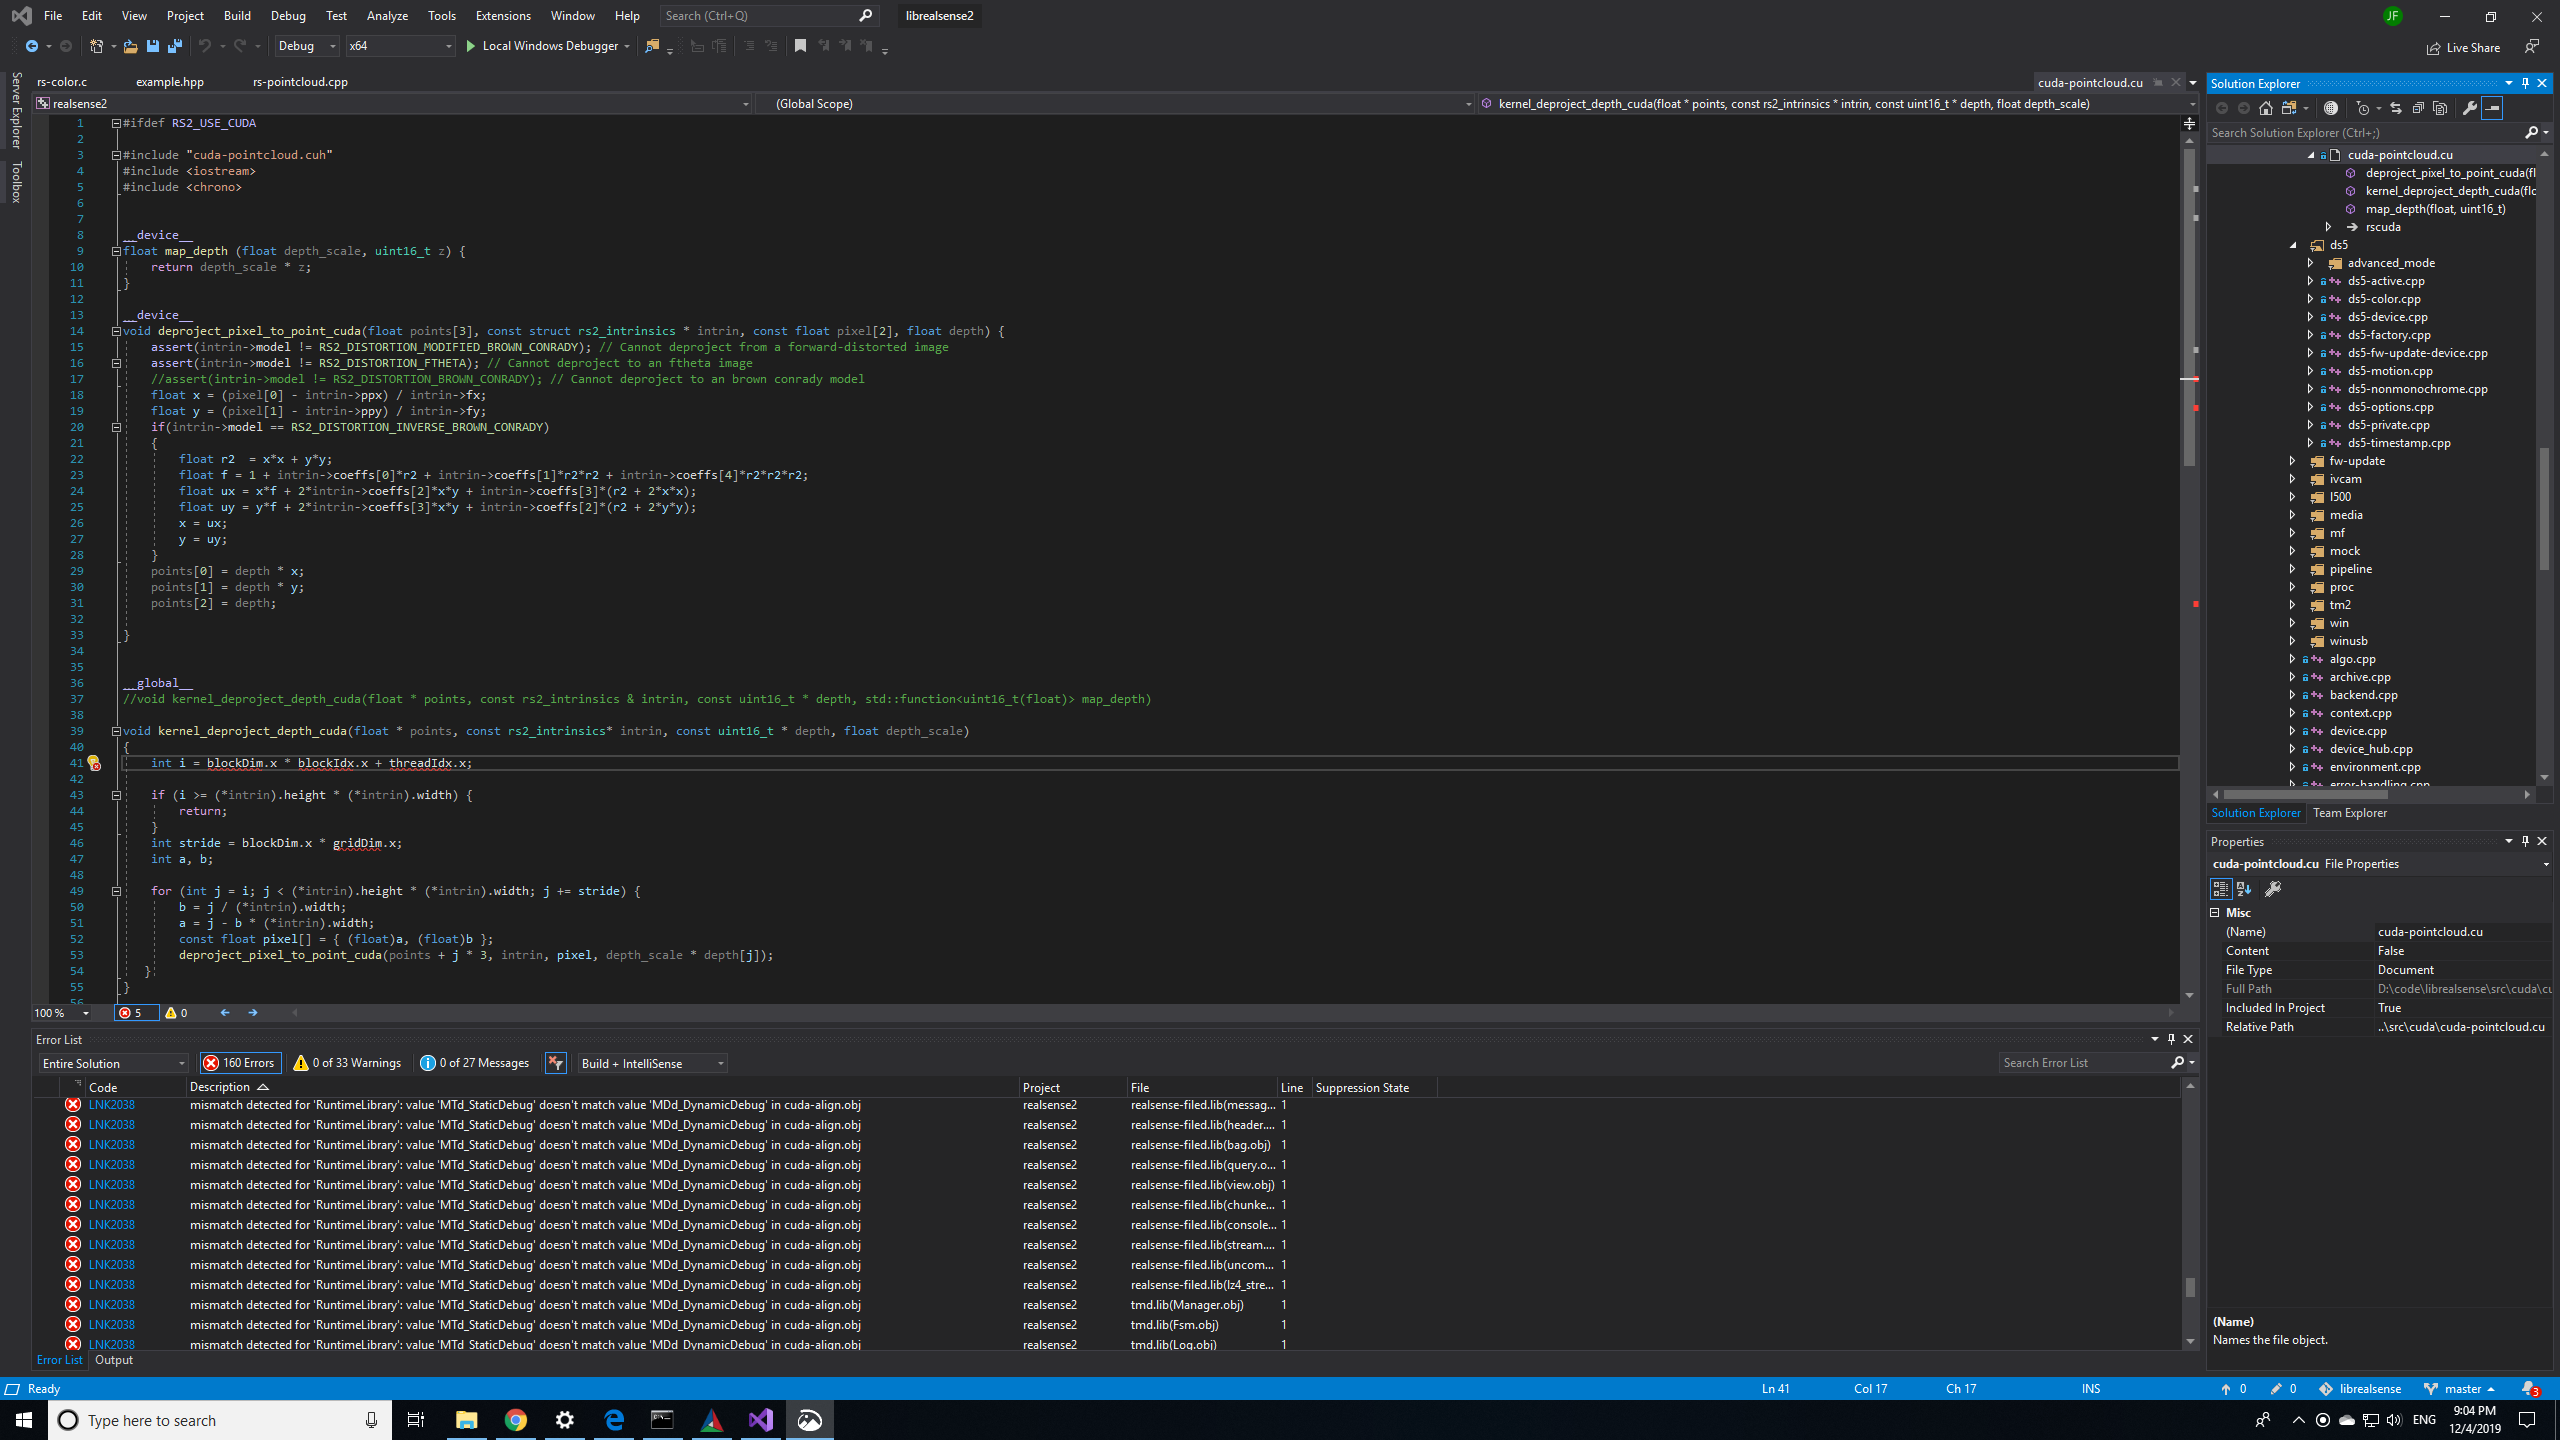 File Edit View Project Build Debug Test Analyze Tools Extensions Window Help Search (Ctrl+Q) librealsense2 JF
Debug x64 Local Windows Debugger Live Share
rs-color.c example.hpp rs-pointcloud.cpp cuda-pointcloud.cu
realsense2 (Global Scope) kernel_deproject_depth_cuda(float * points, const rs2_intrinsics * intrin, const uint16_t * depth, float depth_scale)
Server Explorer
Toolbox
1 #ifdef RS2_USE_CUDA
2
3 #include "cuda-pointcloud.cuh"
4 #include <iostream>
5 #include <chrono>
6
7
8 __device__
9 float map_depth (float depth_scale, uint16_t z) {
10 return depth_scale * z;
11 }
12
13 __device__
14 void deproject_pixel_to_point_cuda(float points[3], const struct rs2_intrinsics * intrin, const float pixel[2], float depth) {
15 assert(intrin->model != RS2_DISTORTION_MODIFIED_BROWN_CONRADY); // Cannot deproject from a forward-distorted image
16 assert(intrin->model != RS2_DISTORTION_FTHETA); // Cannot deproject to an ftheta image
17 //assert(intrin->model != RS2_DISTORTION_BROWN_CONRADY); // Cannot deproject to an brown conrady model
18 float x = (pixel[0] - intrin->ppx) / intrin->fx;
19 float y = (pixel[1] - intrin->ppy) / intrin->fy;
20 if(intrin->model == RS2_DISTORTION_INVERSE_BROWN_CONRADY)
21 {
22 float r2  = x*x + y*y;
23 float f = 1 + intrin->coeffs[0]*r2 + intrin->coeffs[1]*r2*r2 + intrin->coeffs[4]*r2*r2*r2;
24 float ux = x*f + 2*intrin->coeffs[2]*x*y + intrin->coeffs[3]*(r2 + 2*x*x);
25 float uy = y*f + 2*intrin->coeffs[3]*x*y + intrin->coeffs[2]*(r2 + 2*y*y);
26 x = ux;
27 y = uy;
28 }
29 points[0] = depth * x;
30 points[1] = depth * y;
31 points[2] = depth;
32
33 }
34
35
36 __global__
37 //void kernel_deproject_depth_cuda(float * points, const rs2_intrinsics & intrin, const uint16_t * depth, std::function<uint16_t(float)> map_depth)
38
39 void kernel_deproject_depth_cuda(float * points, const rs2_intrinsics* intrin, const uint16_t * depth, float depth_scale)
40 {
41 int i = blockDim.x * blockIdx.x + threadIdx.x;
42
43 if (i >= (*intrin).height * (*intrin).width) {
44 return;
45 }
46 int stride = blockDim.x * gridDim.x;
47 int a, b;
48
49 for (int j = i; j < (*intrin).height * (*intrin).width; j += stride) {
50 b = j / (*intrin).width;
51 a = j - b * (*intrin).width;
52 const float pixel[] = { (float)a, (float)b };
53 deproject_pixel_to_point_cuda(points + j * 3, intrin, pixel, depth_scale * depth[j]);
54 }
55 }
56
100 % 5 0
Error List
Entire Solution 160 Errors 0 of 33 Warnings 0 of 27 Messages Build + IntelliSense Search Error List
Code Description Project File Line Suppression State
LNK2038 mismatch detected for 'RuntimeLibrary': value 'MTd_StaticDebug' doesn't match value 'MDd_DynamicDebug' in cuda-align.obj realsense2 realsense-filed.lib(messag... 1
LNK2038 mismatch detected for 'RuntimeLibrary': value 'MTd_StaticDebug' doesn't match value 'MDd_DynamicDebug' in cuda-align.obj realsense2 realsense-filed.lib(header.... 1
LNK2038 mismatch detected for 'RuntimeLibrary': value 'MTd_StaticDebug' doesn't match value 'MDd_DynamicDebug' in cuda-align.obj realsense2 realsense-filed.lib(bag.obj) 1
LNK2038 mismatch detected for 'RuntimeLibrary': value 'MTd_StaticDebug' doesn't match value 'MDd_DynamicDebug' in cuda-align.obj realsense2 realsense-filed.lib(query.o... 1
LNK2038 mismatch detected for 'RuntimeLibrary': value 'MTd_StaticDebug' doesn't match value 'MDd_DynamicDebug' in cuda-align.obj realsense2 realsense-filed.lib(view.obj) 1
LNK2038 mismatch detected for 'RuntimeLibrary': value 'MTd_StaticDebug' doesn't match value 'MDd_DynamicDebug' in cuda-align.obj realsense2 realsense-filed.lib(chunke... 1
LNK2038 mismatch detected for 'RuntimeLibrary': value 'MTd_StaticDebug' doesn't match value 'MDd_DynamicDebug' in cuda-align.obj realsense2 realsense-filed.lib(console... 1
LNK2038 mismatch detected for 'RuntimeLibrary': value 'MTd_StaticDebug' doesn't match value 'MDd_DynamicDebug' in cuda-align.obj realsense2 realsense-filed.lib(stream.... 1
LNK2038 mismatch detected for 'RuntimeLibrary': value 'MTd_StaticDebug' doesn't match value 'MDd_DynamicDebug' in cuda-align.obj realsense2 realsense-filed.lib(uncom... 1
LNK2038 mismatch detected for 'RuntimeLibrary': value 'MTd_StaticDebug' doesn't match value 'MDd_DynamicDebug' in cuda-align.obj realsense2 realsense-filed.lib(lz4_stre... 1
LNK2038 mismatch detected for 'RuntimeLibrary': value 'MTd_StaticDebug' doesn't match value 'MDd_DynamicDebug' in cuda-align.obj realsense2 tmd.lib(Manager.obj) 1
LNK2038 mismatch detected for 'RuntimeLibrary': value 'MTd_StaticDebug' doesn't match value 'MDd_DynamicDebug' in cuda-align.obj realsense2 tmd.lib(Fsm.obj) 1
LNK2038 mismatch detected for 'RuntimeLibrary': value 'MTd_StaticDebug' doesn't match value 'MDd_DynamicDebug' in cuda-align.obj realsense2 tmd.lib(Log.obj) 1
Error List Output
Solution Explorer
Search Solution Explorer (Ctrl+;)
cuda-pointcloud.cu
deproject_pixel_to_point_cuda(fl
kernel_deproject_depth_cuda(flo
map_depth(float, uint16_t)
rscuda
ds5
advanced_mode
ds5-active.cpp
ds5-color.cpp
ds5-device.cpp
ds5-factory.cpp
ds5-fw-update-device.cpp
ds5-motion.cpp
ds5-nonmonochrome.cpp
ds5-options.cpp
ds5-private.cpp
ds5-timestamp.cpp
fw-update
ivcam
l500
media
mf
mock
pipeline
proc
tm2
win
winusb
algo.cpp
archive.cpp
backend.cpp
context.cpp
device.cpp
device_hub.cpp
environment.cpp
error-handling.cpp
Solution Explorer Team Explorer
Properties
cuda-pointcloud.cu File Properties
Misc
(Name) cuda-pointcloud.cu
Content False
File Type Document
Full Path D:\code\librealsense\src\cuda\cu
Included In Project True
Relative Path ..\src\cuda\cuda-pointcloud.cu
(Name)
Names the file object.
Ready Ln 41 Col 17 Ch 17 INS 0 0 librealsense master 3
Type here to search ENG 9:04 PM
12/4/2019